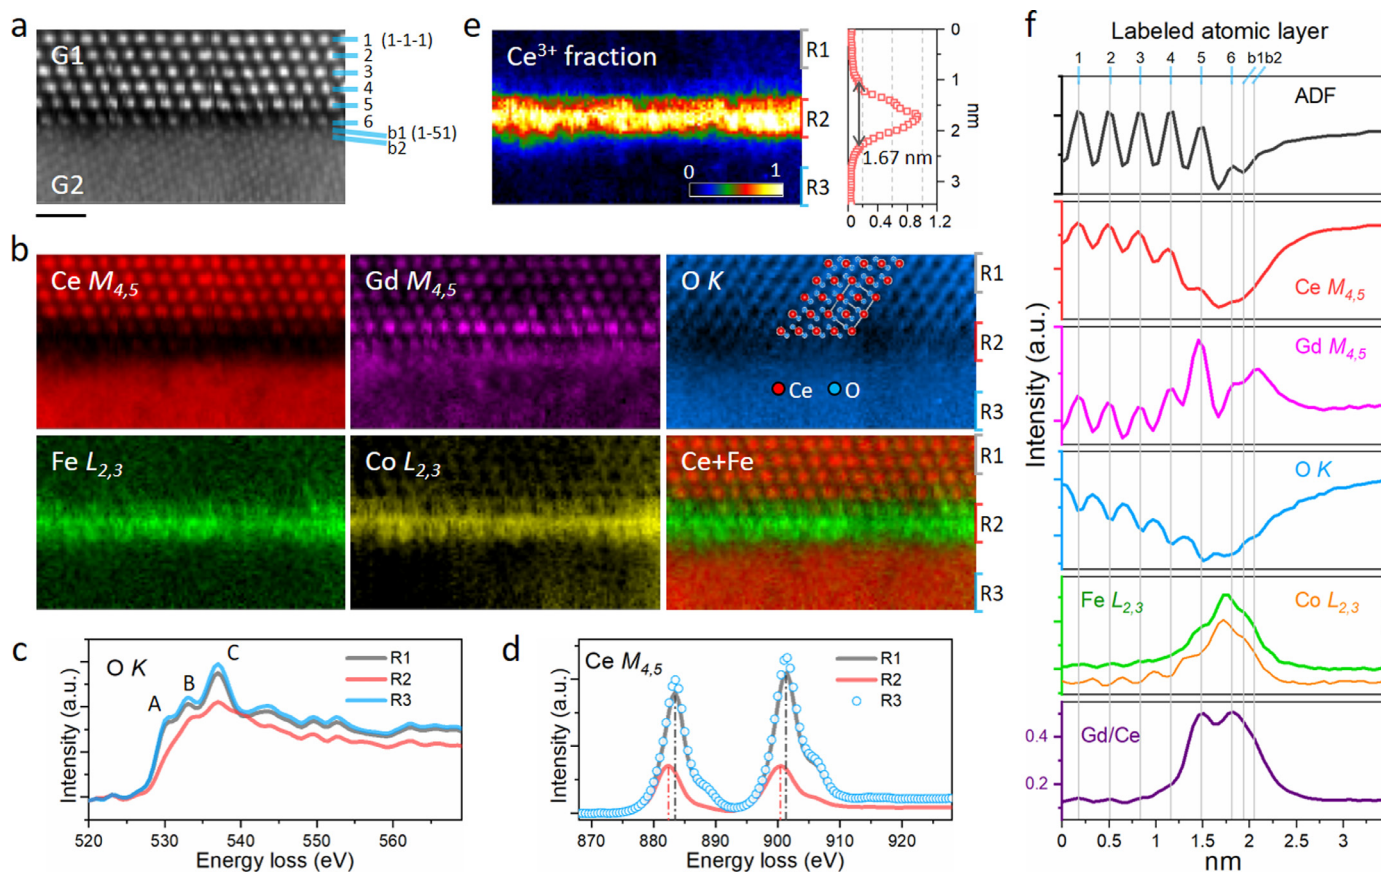 a
G1
G2
1 (1-1-1)
2
3
4
5
6
b1 (1-51)
b2
e
Ce³⁺ fraction
0 1
R1
R2
R3
0
1
2
3
nm
1.67 nm
0 0.4 0.8 1.2
b
Ce M₄,₅
Gd M₄,₅
O K
Ce O
R1
R2
R3
Fe L₂,₃
Co L₂,₃
Ce+Fe
R1
R2
R3
c
O K
A
B
C
R1
R2
R3
Intensity (a.u.)
520 530 540 550 560
Energy loss (eV)
d
Ce M₄,₅
R1
R2
R3
Intensity (a.u.)
870 880 890 900 910 920
Energy loss (eV)
f
Labeled atomic layer
1 2 3 4 5 6 b1b2
ADF
Ce M₄,₅
Gd M₄,₅
O K
Fe L₂,₃ Co L₂,₃
Gd/Ce
0.4
0.2
Intensity (a.u.)
0 0.5 1 1.5 2 2.5 3
nm